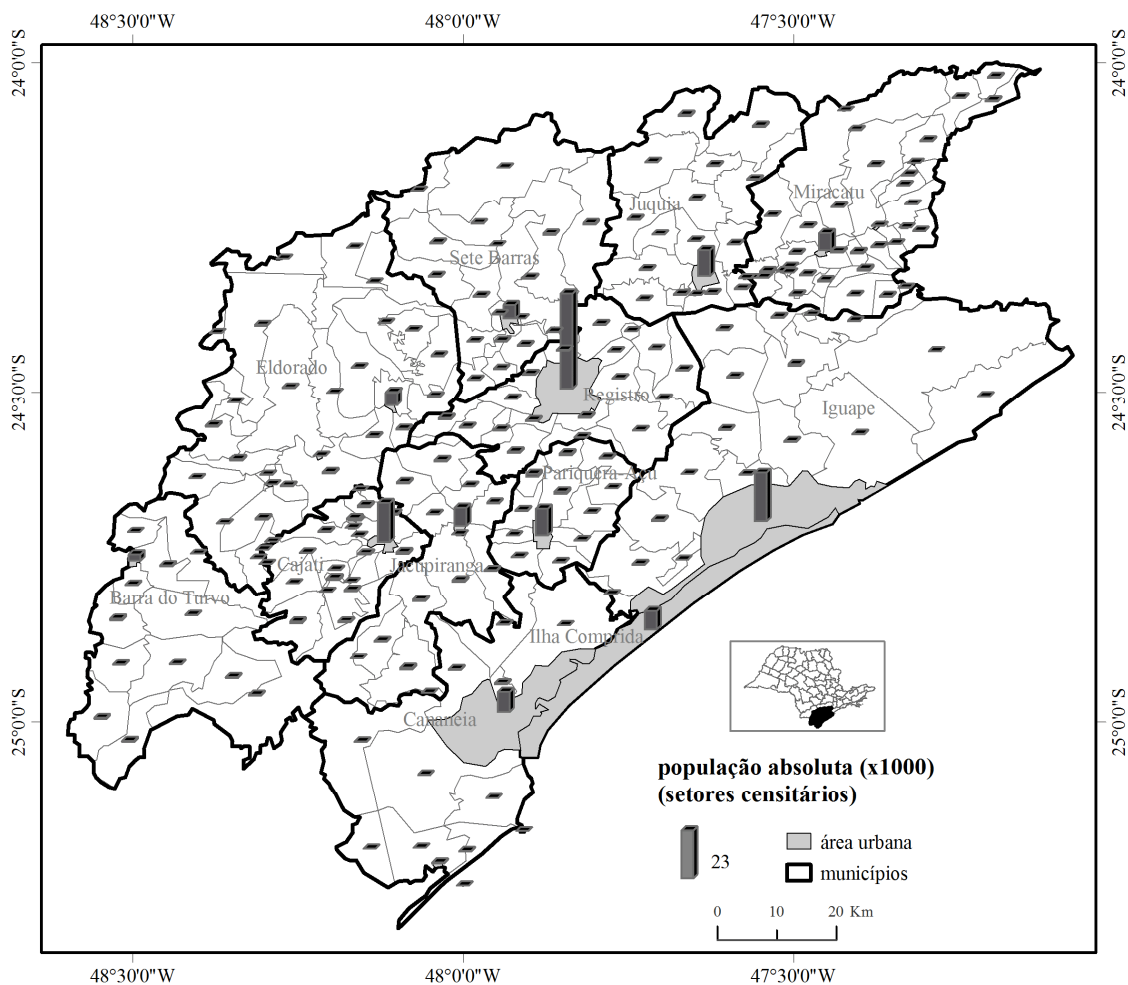 48°30'0"W 48°0'0"W 47°30'0"W
24°0'0"S 24°0'0"S
Miracatu
Juquia
Sete Barras
Eldorado
24°30'0"S 24°30'0"S
Registro
Iguape
Pariquera-Açu
Cajati
Jacupiranga
Barra do Turvo
Ilha Comprida
Cananeia
25°0'0"S 25°0'0"S
população absoluta (x1000)
(setores censitários)
23
área urbana
municípios
0 10 20 Km
48°30'0"W 48°0'0"W 47°30'0"W